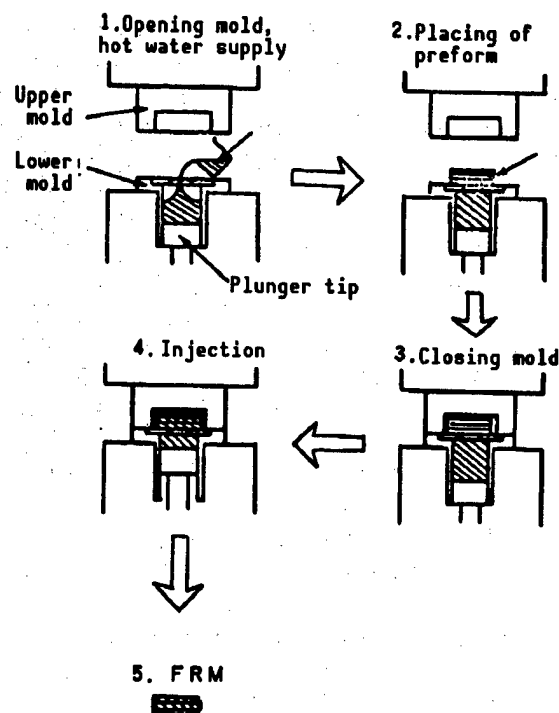 1.Opening mold,
hot water supply
Upper
mold
Lower
mold
Plunger tip
2.Placing of
preform
3.Closing mold
4.Injection
5. FRM